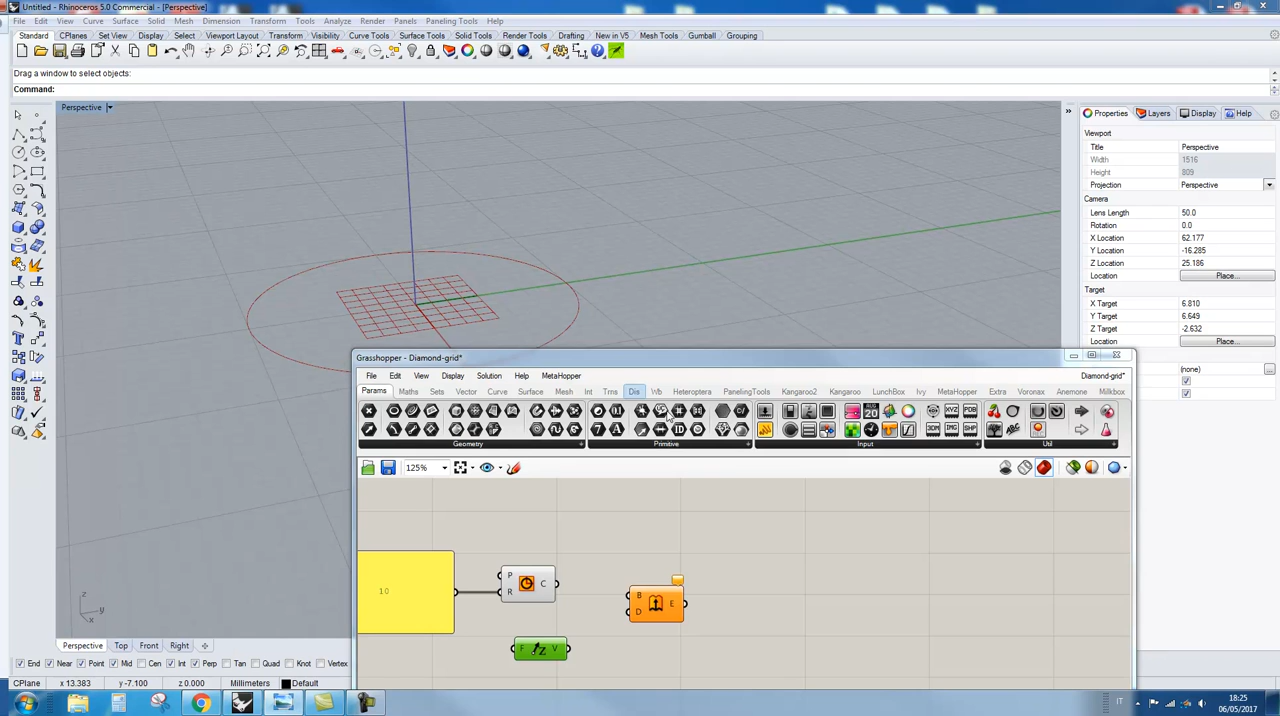 Untitled - Rhinoceros 5.0 Commercial - [Perspective]
File Edit View Curve Surface Solid Mesh Dimension Transform Tools Analyze Render Panels Paneling Tools Help
Standard CPlanes Set View Display Select Viewport Layout Transform Visibility Curve Tools Surface Tools Solid Tools Render Tools Drafting New in V5 Mesh Tools Gumball Grouping
Drag a window to select objects:
Command:
Perspective
Properties Layers Display Help
Viewport
Title Perspective
Width 1516
Height 809
Projection Perspective
Camera
Lens Length 50.0
Rotation 0.0
X Location 62.177
Y Location -16.285
Z Location 25.186
Location Place...
Target
X Target 6.810
Y Target 6.649
Z Target -2.632
Location Place...
(none)
Grasshopper - Diamond-grid*
File Edit View Display Solution Help MetaHopper Diamond-grid*
Params Maths Sets Vector Curve Surface Mesh Int Trns Dis Wb Heteroptera PanelingTools Kangaroo2 Kangaroo LunchBox Ivy MetaHopper Extra Voronax Anemone Milkbox
Geometry Primitive Input Util
125%
10
P R C
B D E
F V
z y x
Perspective Top Front Right
End Near Point Mid Cen Int Perp Tan Quad Knot Vertex
CPlane x 13.383 y -7.100 z 0.000 Default
IT 18:25
06/05/2017